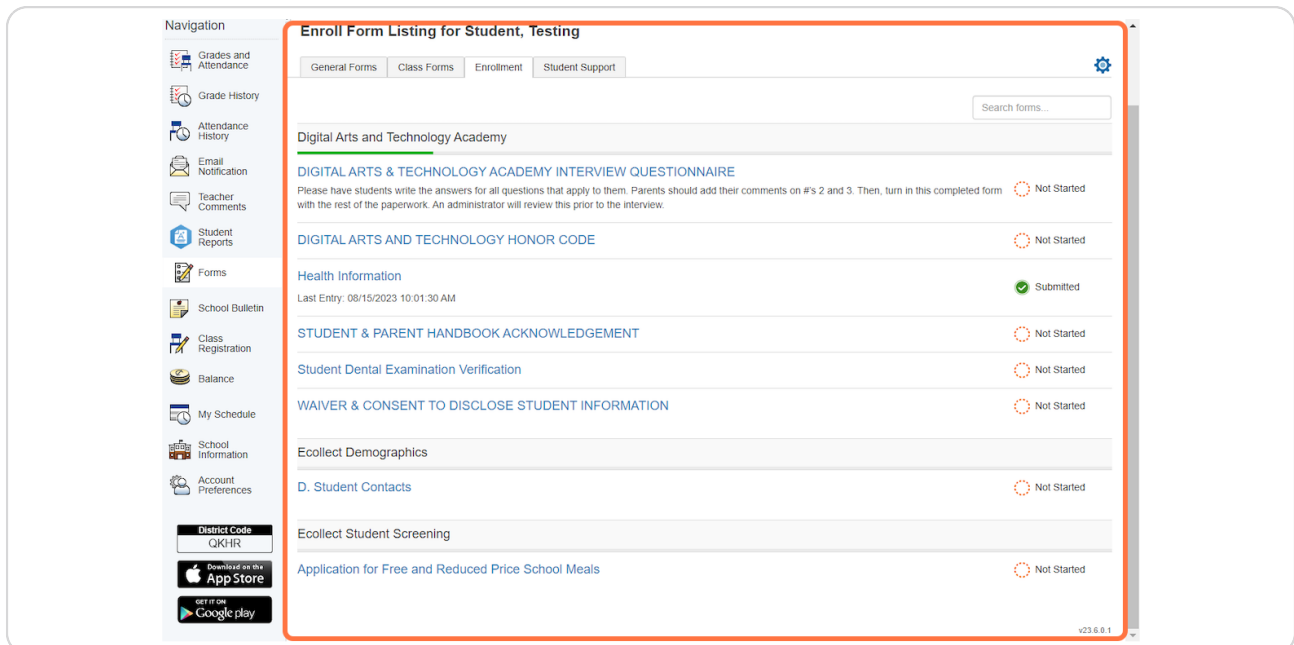 Navigation
Grades and
Attendance
Grade History
Attendance
History
Email
Notification
Teacher
Comments
Student
Reports
Forms
School Bulletin
Class
Registration
Balance
My Schedule
School
Information
Account
Preferences
District Code
QKHR
Download on the
App Store
GET IT ON
Google play
Enroll Form Listing for Student, Testing
General Forms
Class Forms
Enrollment
Student Support
Search forms...
Digital Arts and Technology Academy
DIGITAL ARTS & TECHNOLOGY ACADEMY INTERVIEW QUESTIONNAIRE
Please have students write the answers for all questions that apply to them. Parents should add their comments on #'s 2 and 3. Then, turn in this completed form
with the rest of the paperwork. An administrator will review this prior to the interview.
Not Started
DIGITAL ARTS AND TECHNOLOGY HONOR CODE
Not Started
Health Information
Last Entry: 08/15/2023 10:01:30 AM
Submitted
STUDENT & PARENT HANDBOOK ACKNOWLEDGEMENT
Not Started
Student Dental Examination Verification
Not Started
WAIVER & CONSENT TO DISCLOSE STUDENT INFORMATION
Not Started
Ecollect Demographics
D. Student Contacts
Not Started
Ecollect Student Screening
Application for Free and Reduced Price School Meals
Not Started
v23.6.0.1